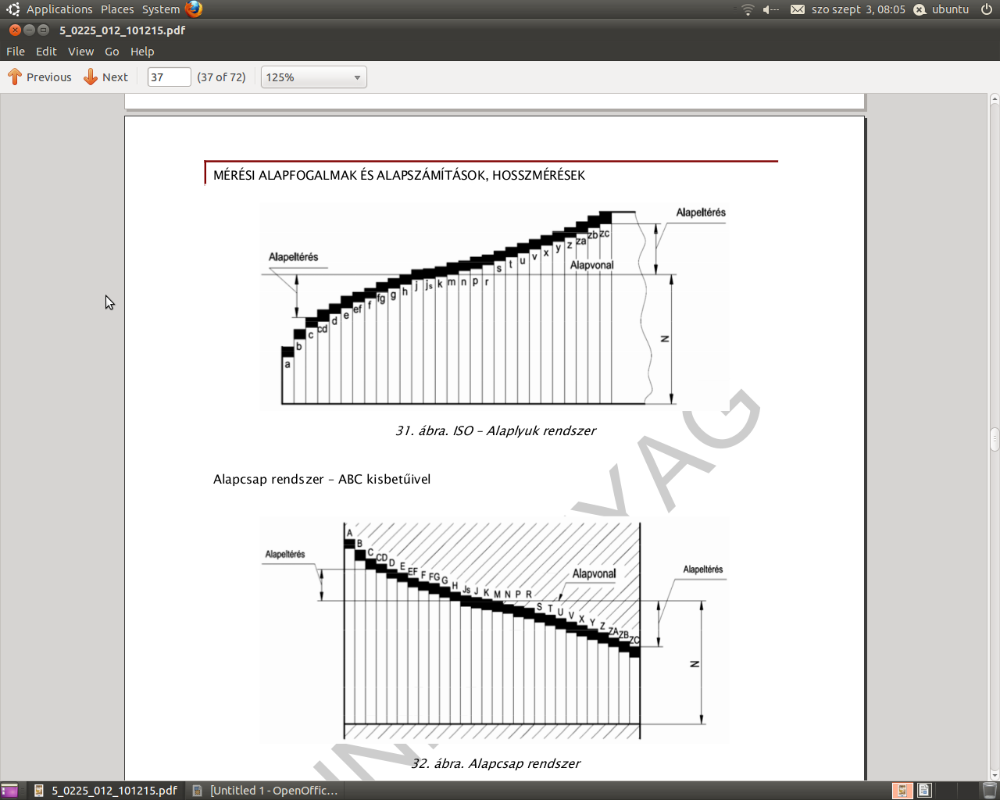 Applications Places System szo szept 3, 08:05 ubuntu
5_0225_012_101215.pdf
File Edit View Go Help
Previous Next 37 (37 of 72) 125%
MÉRÉSI ALAPFOGALMAK ÉS ALAPSZÁMÍTÁSOK, HOSSZMÉRÉSEK
Alapeltérés
Alapeltérés
Alapvonal
a b c cd d e ef f fg g h j js k m n p r s t u v x y z za zb zc
N
31. ábra. ISO – Alaplyuk rendszer
Alapcsap rendszer – ABC kisbetűivel
A B C CD D E EF F FG G H Js J K M N P R S T U V X Y Z ZA ZB ZC
Alapeltérés
Alapvonal
Alapeltérés
N
32. ábra. Alapcsap rendszer
YAG
5_0225_012_101215.pdf [Untitled 1 - OpenOffic...